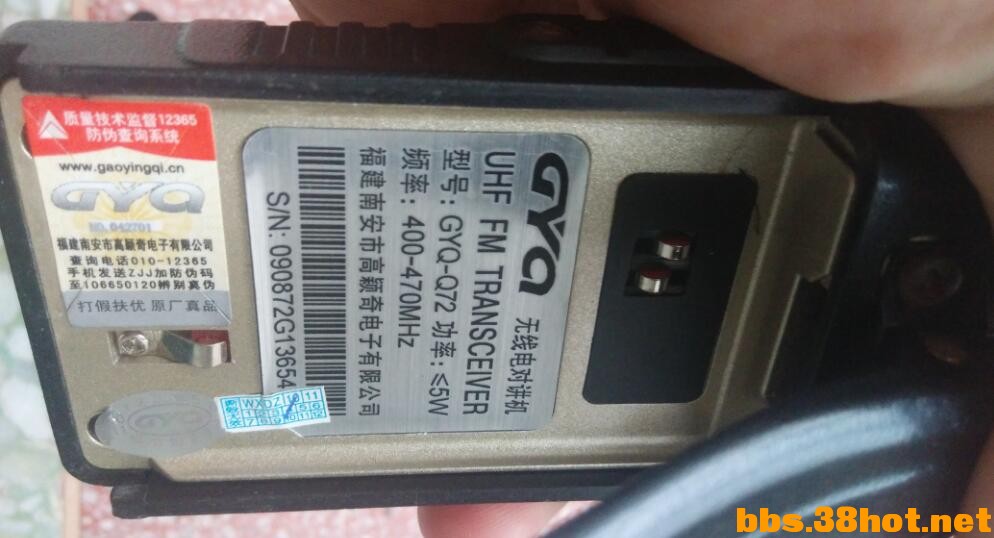 质量技术监督12365
防伪查询系统
www.gaoyingqi.cn
GYQ
NO.042701
福建南安市高颖奇电子有限公司
查询电话010-12365
手机发送ZJJ加防伪码
至106650120辨别真伪
打假扶优 原厂真品
GYQ 无线电对讲机
UHF FM TRANSCEIVER
型号: GYQ-Q72 功率: ≤5W
频率: 400-470MHz
福建南安市高颖奇电子有限公司
S/N: 090872G13654
WXDZ 10 11
bbs.38hot.net